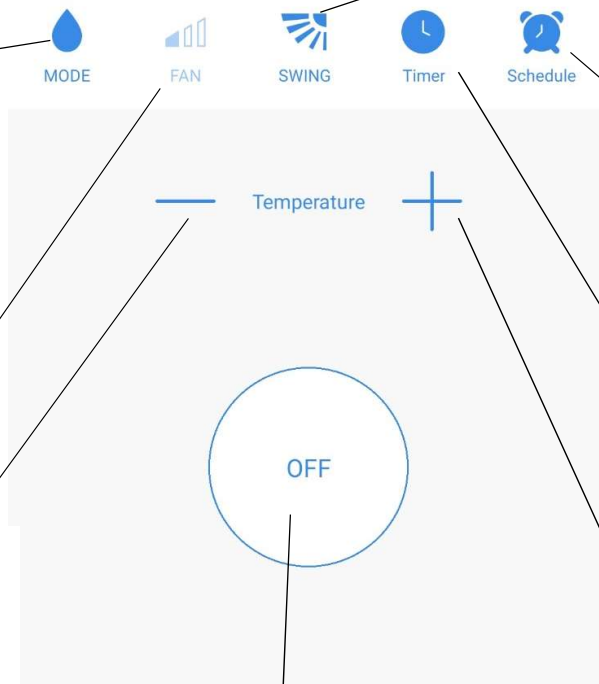 MODE
FAN
SWING
Timer
Schedule
Temperature
OFF